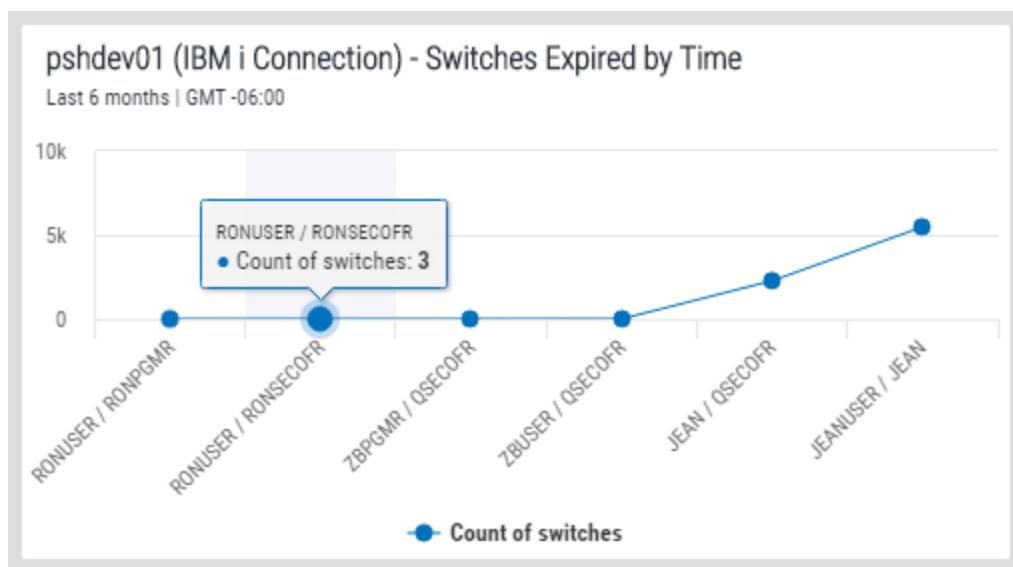 pshdev01 (IBM i Connection) - Switches Expired by Time
Last 6 months | GMT -06:00
10k
RONUSER / RONSECOFR
Count of switches: 3
5k
0
RONUSER / RONPGMR
RONUSER / RONSECOFR
ZBPGMR / QSECOFR
ZBUSER / QSECOFR
JEAN / QSECOFR
JEANUSER / JEAN
Count of switches